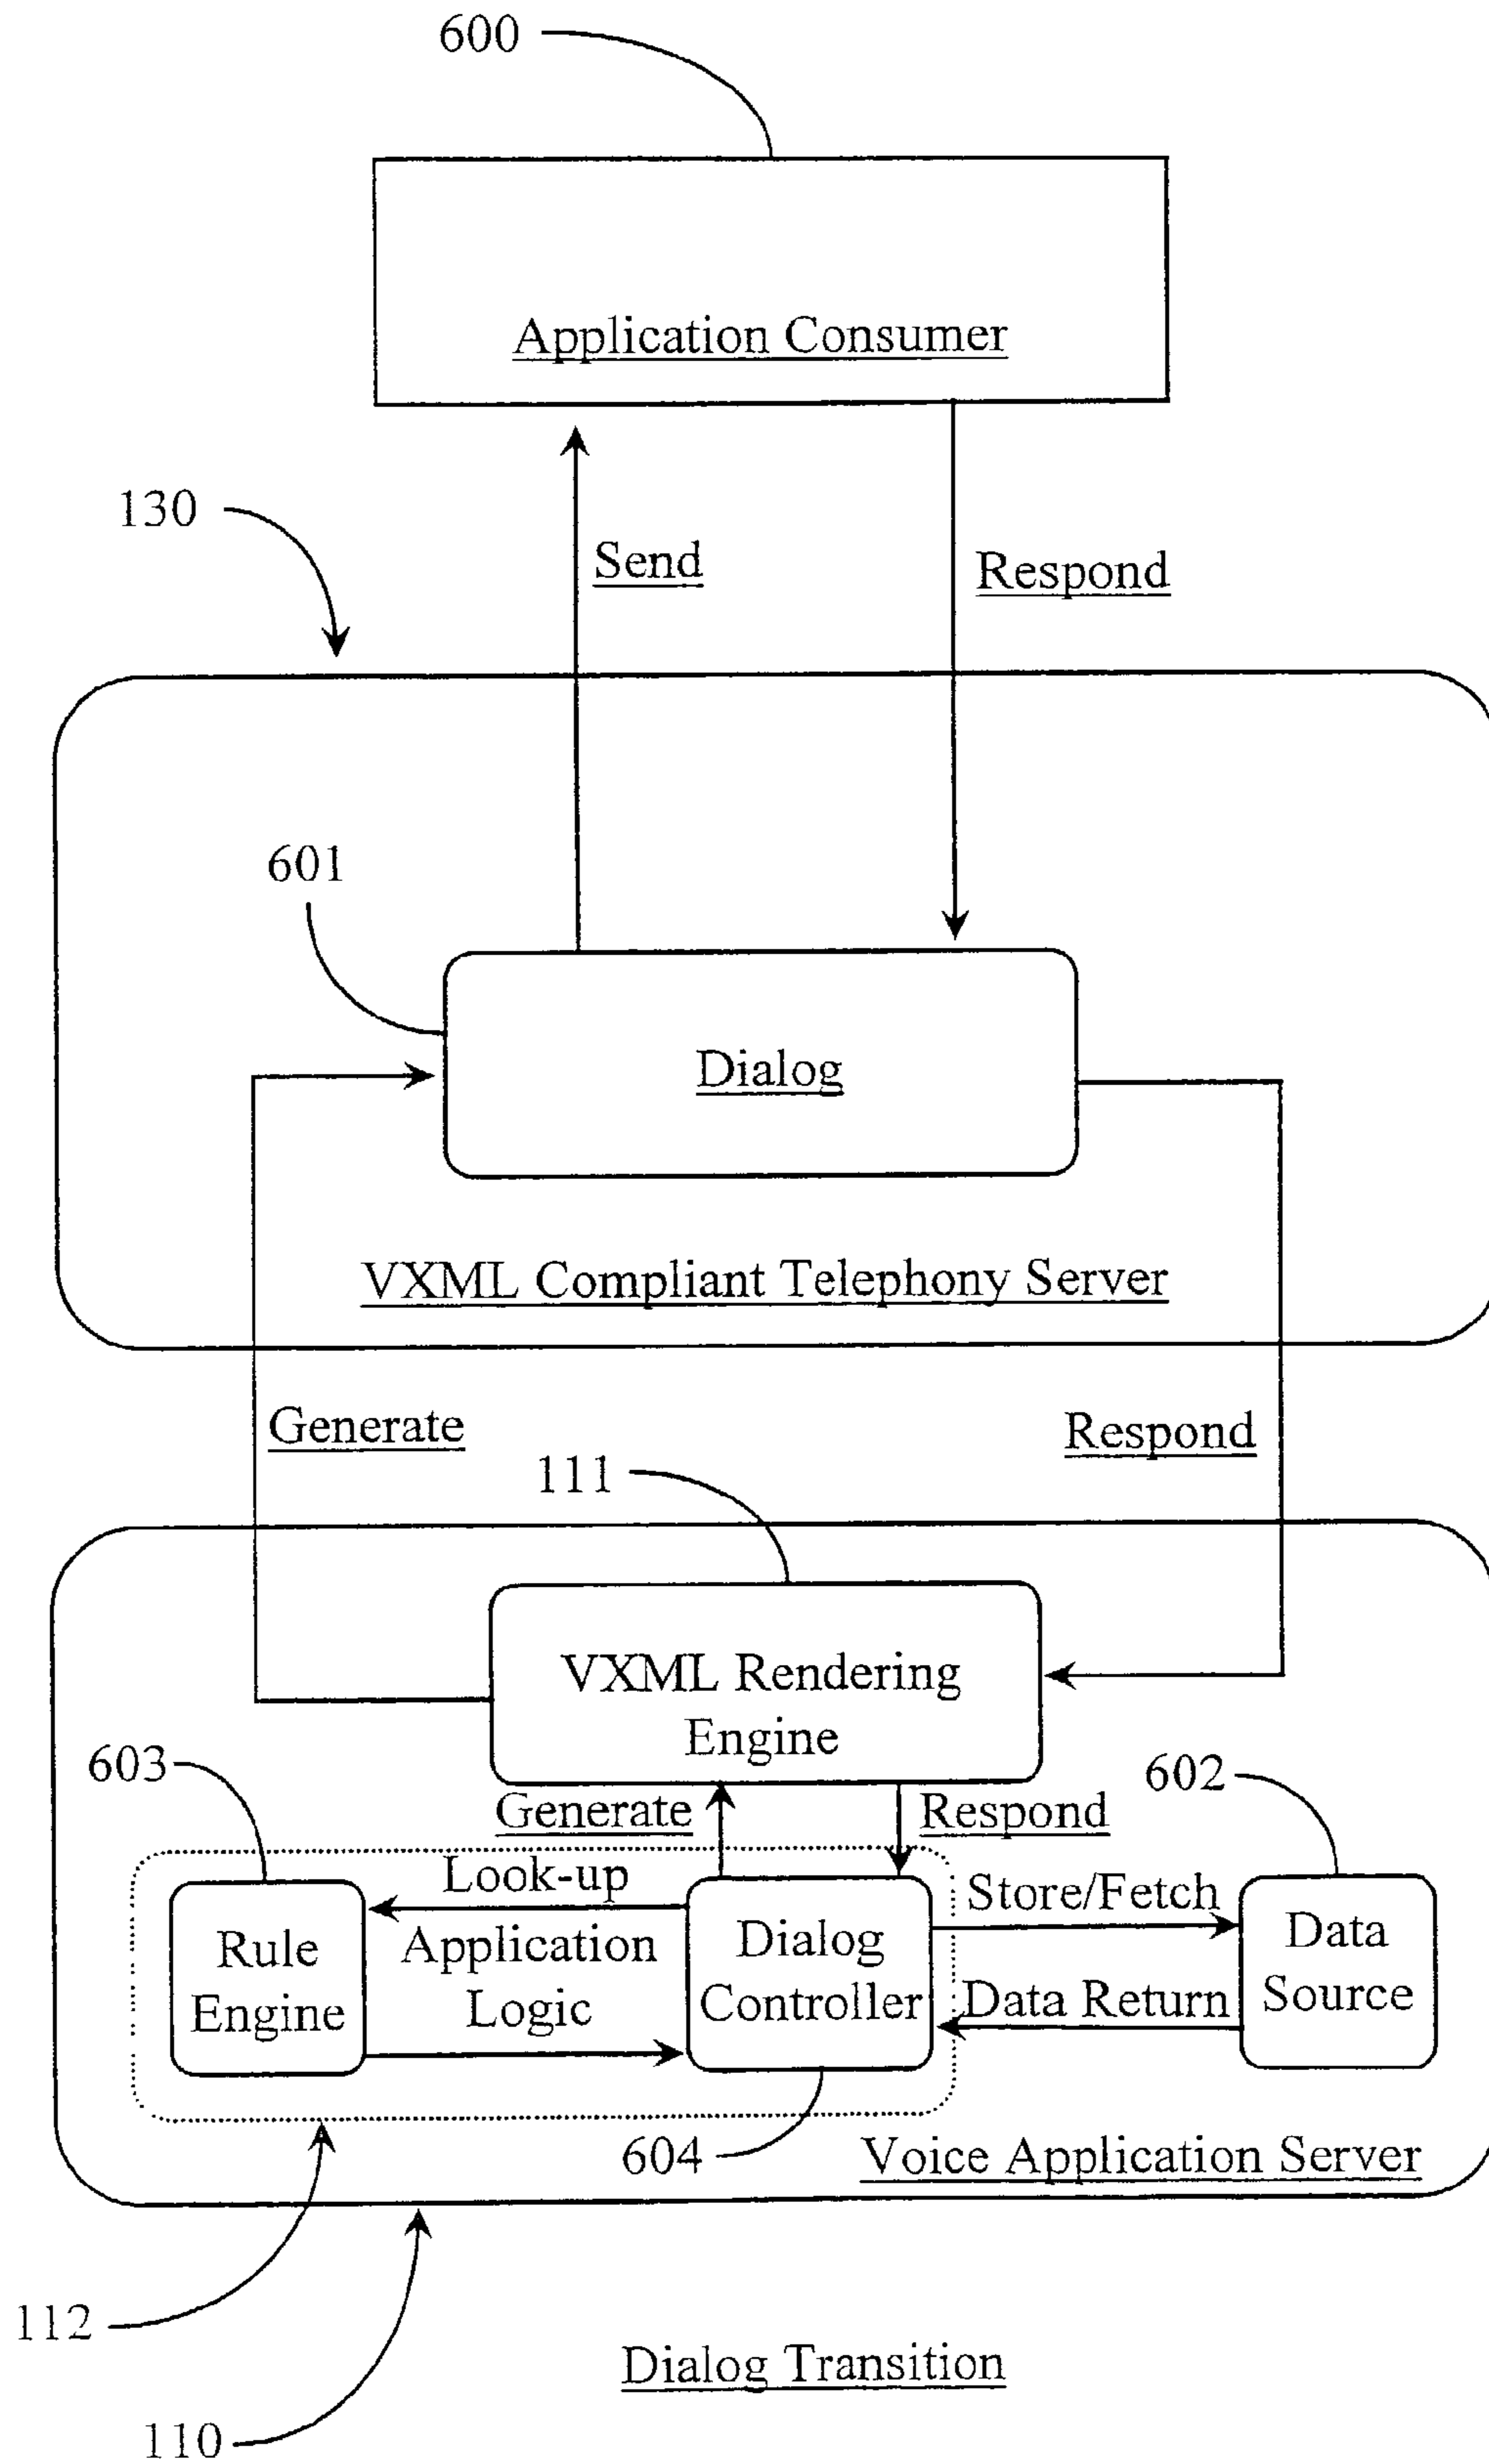 600
Application Consumer
130
Send
Respond
601
Dialog
VXML Compliant Telephony Server
Generate
Respond
111
VXML Rendering
Engine
603
602
Generate
Respond
Look-up
Store/Fetch
Rule
Engine
Application
Logic
Dialog
Controller
Data Return
Data
Source
604
Voice Application Server
112
Dialog Transition
110